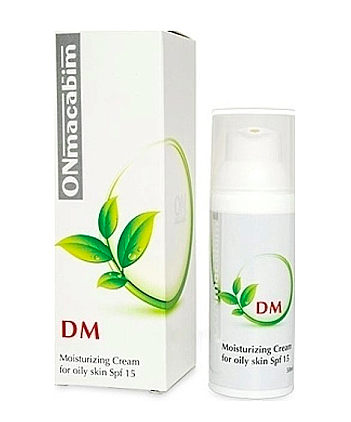 ONmacabim
DM
Moisturizing Cream
for oily skin Spf 15
DM
Moisturizing Cream
for oily skin Spf 15